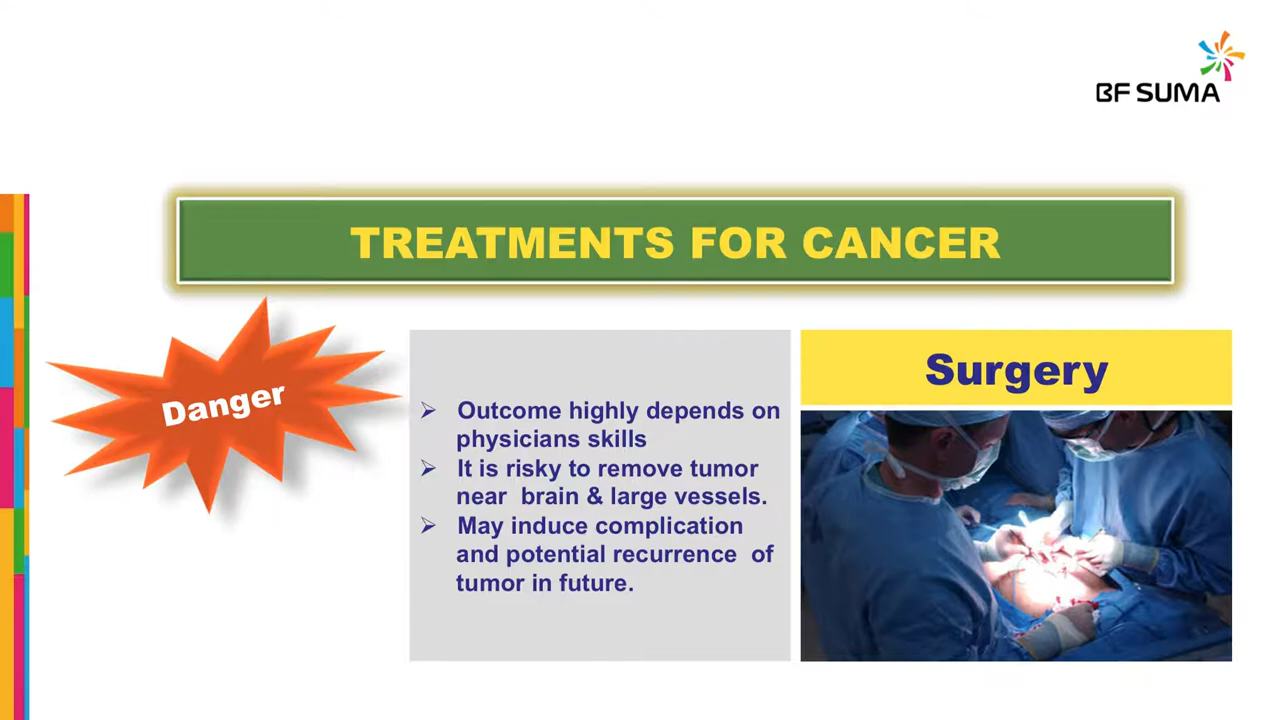 BF SUMA
TREATMENTS FOR CANCER
Danger
Outcome highly depends on
physicians skills
It is risky to remove tumor
near brain & large vessels.
May induce complication
and potential recurrence of
tumor in future.
Surgery